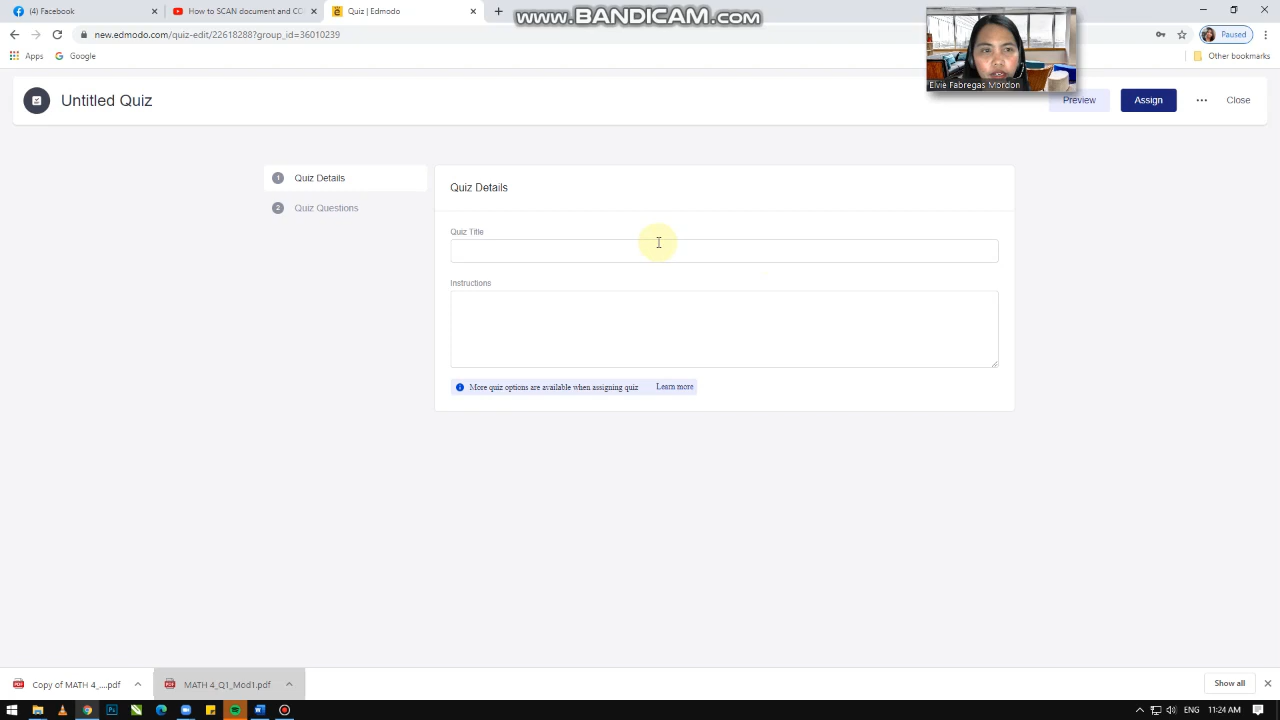 Facebook
How to SCAN document and CC
Quiz | Edmodo
www.BANDICAM.com
new.edmodo.com/quiz-edit/22618288?group_id=36010239
Paused
Apps
Google
Other bookmarks
Elvie Fabregas Mordon
Untitled Quiz
Preview
Assign
Close
1 Quiz Details
2 Quiz Questions
Quiz Details
Quiz Title
Instructions
More quiz options are available when assigning quiz Learn more
Copy of MATH 4_....pdf
MATH 4_Q1_Mod1.pdf
Show all
ENG
11:24 AM